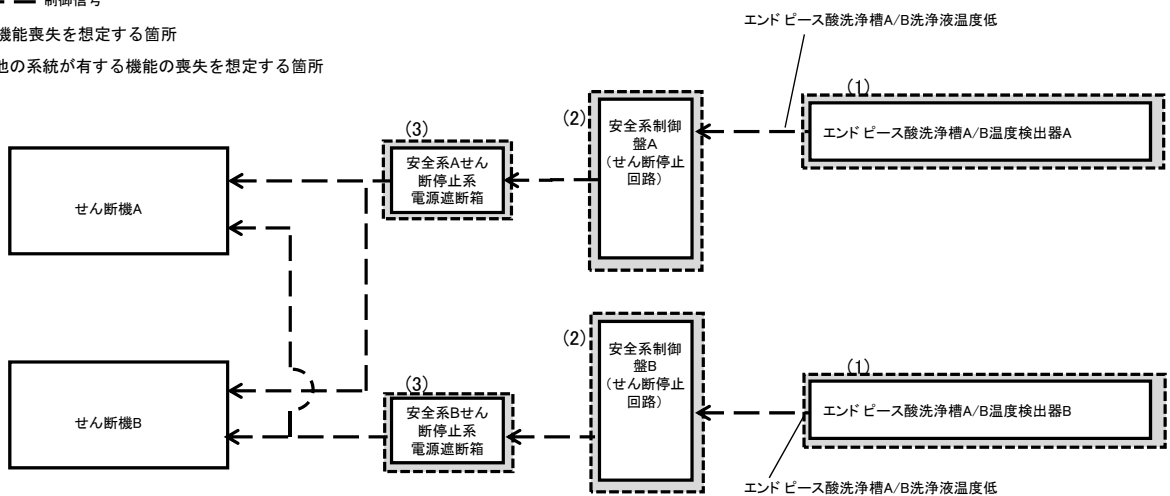 制御信号
機能喪失を想定する箇所
他の系統が有する機能の喪失を想定する箇所
エンドピース酸洗浄槽A/B洗浄液温度低
(1)
エンドピース酸洗浄槽A/B温度検出器A
(2)
安全系制御
盤A
(せん断停止
回路)
(3)
安全系Aせん
断停止系
電源遮断箱
せん断機A
(1)
エンドピース酸洗浄槽A/B温度検出器B
(2)
安全系制御
盤B
(せん断停止
回路)
(3)
安全系Bせん
断停止系
電源遮断箱
せん断機B
エンドピース酸洗浄槽A/B洗浄液温度低